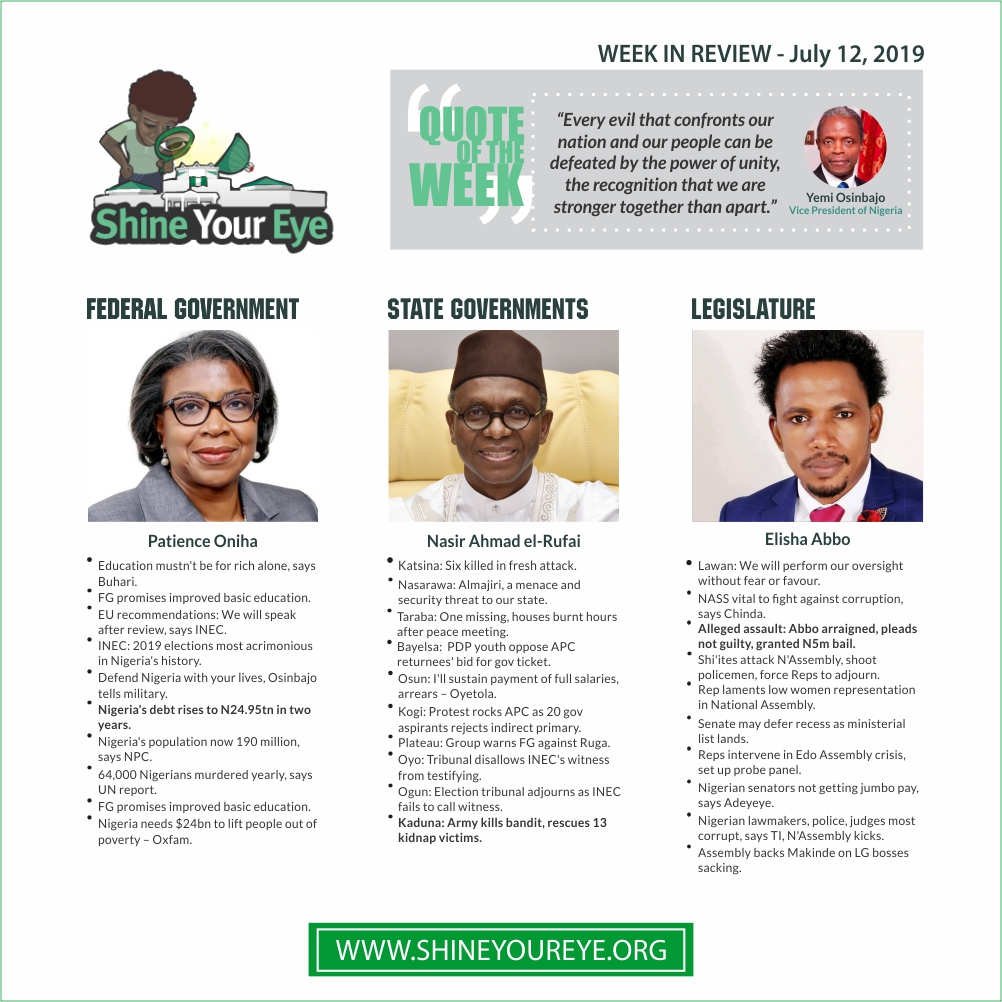 WEEK IN REVIEW - July 12, 2019
Shine Your Eye
QUOTE
OF THE
WEEK
“Every evil that confronts our
nation and our people can be
defeated by the power of unity,
the recognition that we are
stronger together than apart.”
Yemi Osinbajo
Vice President of Nigeria
FEDERAL GOVERNMENT
Patience Oniha
• Education mustn't be for rich alone, says
Buhari.
• FG promises improved basic education.
• EU recommendations: We will speak
after review, says INEC.
• INEC: 2019 elections most acrimonious
in Nigeria's history.
• Defend Nigeria with your lives, Osinbajo
tells military.
• Nigeria's debt rises to N24.95tn in two
years.
• Nigeria's population now 190 million,
says NPC.
• 64,000 Nigerians murdered yearly, says
UN report.
• FG promises improved basic education.
• Nigeria needs $24bn to lift people out of
poverty – Oxfam.
STATE GOVERNMENTS
Nasir Ahmad el-Rufai
• Katsina: Six killed in fresh attack.
• Nasarawa: Almajiri, a menace and
security threat to our state.
• Taraba: One missing, houses burnt hours
after peace meeting.
• Bayelsa: PDP youth oppose APC
returnees' bid for gov ticket.
• Osun: I'll sustain payment of full salaries,
arrears – Oyetola.
• Kogi: Protest rocks APC as 20 gov
aspirants rejects indirect primary.
• Plateau: Group warns FG against Ruga.
• Oyo: Tribunal disallows INEC's witness
from testifying.
• Ogun: Election tribunal adjourns as INEC
fails to call witness.
• Kaduna: Army kills bandit, rescues 13
kidnap victims.
LEGISLATURE
Elisha Abbo
• Lawan: We will perform our oversight
without fear or favour.
• NASS vital to fight against corruption,
says Chinda.
• Alleged assault: Abbo arraigned, pleads
not guilty, granted N5m bail.
• Shi'ites attack N'Assembly, shoot
policemen, force Reps to adjourn.
• Rep laments low women representation
in National Assembly.
• Senate may defer recess as ministerial
list lands.
• Reps intervene in Edo Assembly crisis,
set up probe panel.
• Nigerian senators not getting jumbo pay,
says Adeyeye.
• Nigerian lawmakers, police, judges most
corrupt, says TI, N'Assembly kicks.
• Assembly backs Makinde on LG bosses
sacking.
WWW.SHINEYOUREYE.ORG